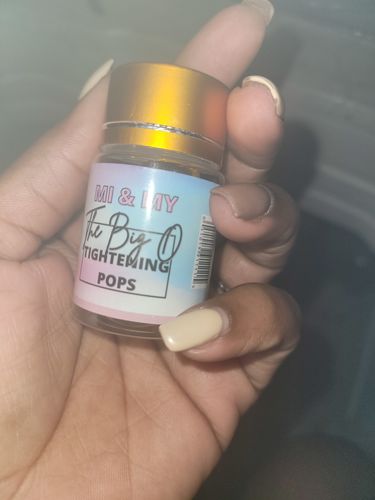 MI & MY
The Big O
TIGHTENING
POPS